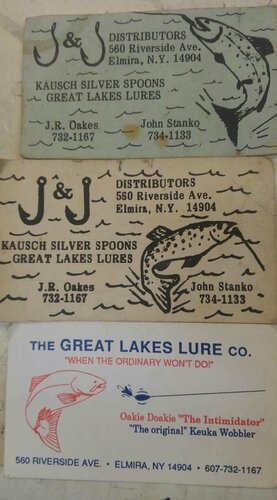 J & J DISTRIBUTORS
560 Riverside Ave.
Elmira, N.Y. 14904
KAUSCH SILVER SPOONS
GREAT LAKES LURES
J.R. Oakes John Stanko
732-1167 734-1133
J & J DISTRIBUTORS
560 Riverside Ave.
Elmira, N.Y. 14904
KAUSCH SILVER SPOONS
GREAT LAKES LURES
J.R. Oakes John Stanko
732-1167 734-1133
THE GREAT LAKES LURE CO.
"WHEN THE ORDINARY WON'T DO!"
Oakie Doakie "The Intimidator"
"The original" Keuka Wobbler
560 RIVERSIDE AVE. • ELMIRA, NY 14904 • 607-732-1167